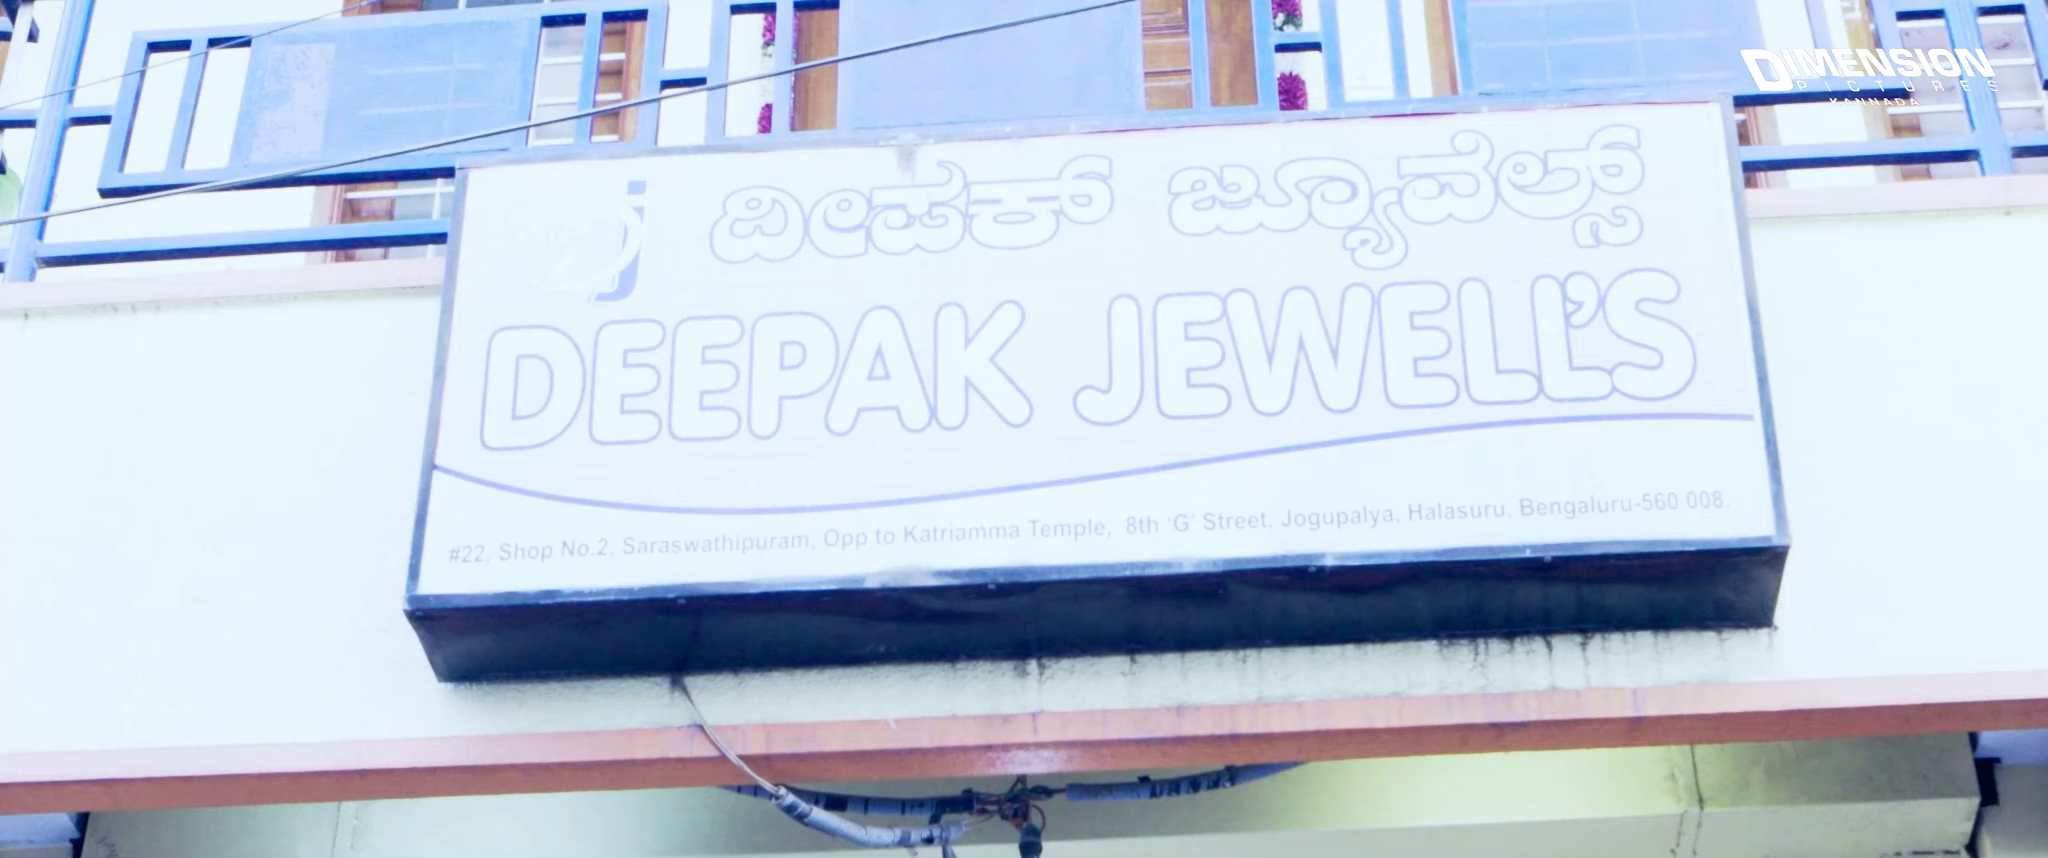 DIMENSION
PICTURES
KANNADA
ದೀಪಕ್ ಜ್ಯೂವೆಲ್ಸ್
DEEPAK JEWELL'S
#22, Shop No.2, Saraswathipuram, Opp to Katriamma Temple, 8th 'G' Street, Jogupalya, Halasuru, Bengaluru-560 008.